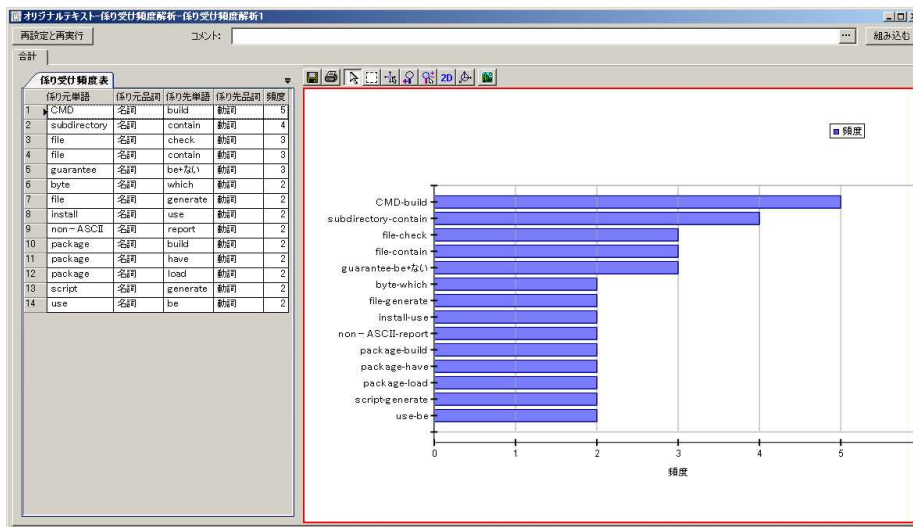 オリジナルテキスト-係り受け頻度解析-係り受け頻度解析1
再設定と再実行 コメント: ... 組み込む
合計
係り受け頻度表
係り元単語 係り元品詞 係り先単語 係り先品詞 頻度
1 CMD 名詞 build 動詞 5
2 subdirectory 名詞 contain 動詞 4
3 file 名詞 check 動詞 3
4 file 名詞 contain 動詞 3
5 guarantee 名詞 be+ない 動詞 3
6 byte 名詞 which 動詞 2
7 file 名詞 generate 動詞 2
8 install 名詞 use 動詞 2
9 non-ASCII 名詞 report 動詞 2
10 package 名詞 build 動詞 2
11 package 名詞 have 動詞 2
12 package 名詞 load 動詞 2
13 script 名詞 generate 動詞 2
14 use 名詞 be 動詞 2
2D
頻度
CMD-build
subdirectory-contain
file-check
file-contain
guarantee-be+ない
byte-which
file-generate
install-use
non-ASCII-report
package-build
package-have
package-load
script-generate
use-be
0 1 2 3 4 5
頻度